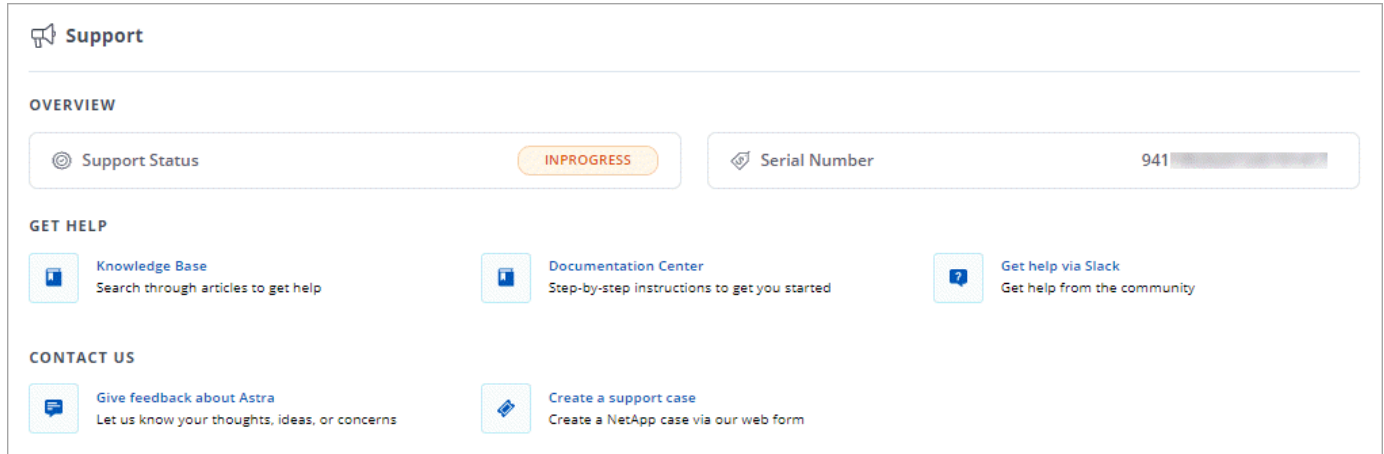 Support
OVERVIEW
Support Status INPROGRESS Serial Number 941
GET HELP
Knowledge Base Documentation Center Get help via Slack
Search through articles to get help Step-by-step instructions to get you started Get help from the community
CONTACT US
Give feedback about Astra Create a support case
Let us know your thoughts, ideas, or concerns Create a NetApp case via our web form